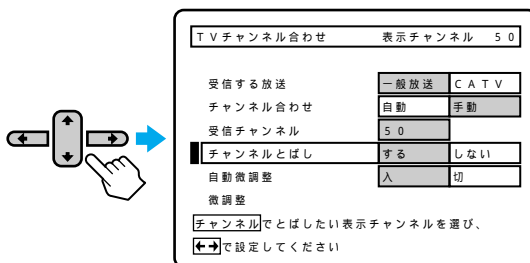 TVチャンネル合わせ 表示チャンネル 50
受信する放送 一般放送 CATV
チャンネル合わせ 自動 手動
受信チャンネル 50
チャンネルとばし する しない
自動微調整 入 切
微調整
チャンネルでとばしたい表示チャンネルを選び、
←→で設定してください